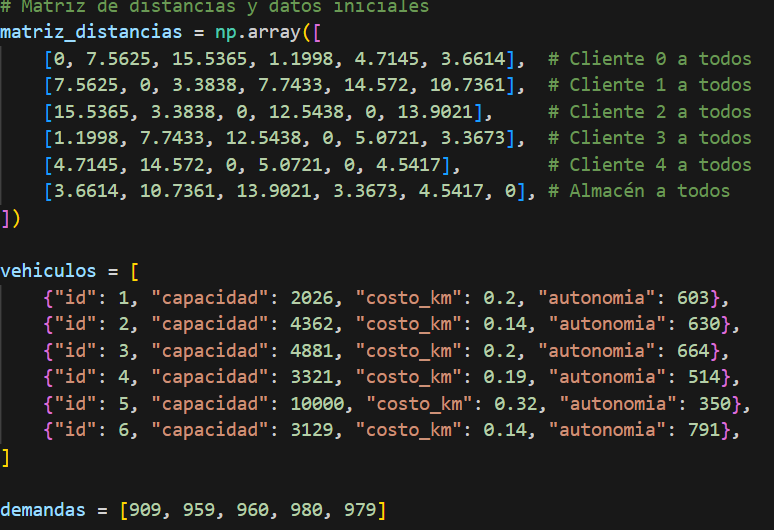 # Matriz de distancias y datos iniciales
matriz_distancias = np.array([
    [0, 7.5625, 15.5365, 1.1998, 4.7145, 3.6614],  # Cliente 0 a todos
    [7.5625, 0, 3.3838, 7.7433, 14.572, 10.7361],  # Cliente 1 a todos
    [15.5365, 3.3838, 0, 12.5438, 0, 13.9021],     # Cliente 2 a todos
    [1.1998, 7.7433, 12.5438, 0, 5.0721, 3.3673],  # Cliente 3 a todos
    [4.7145, 14.572, 0, 5.0721, 0, 4.5417],        # Cliente 4 a todos
    [3.6614, 10.7361, 13.9021, 3.3673, 4.5417, 0], # Almacén a todos
])
vehiculos = [
    {"id": 1, "capacidad": 2026, "costo_km": 0.2, "autonomia": 603},
    {"id": 2, "capacidad": 4362, "costo_km": 0.14, "autonomia": 630},
    {"id": 3, "capacidad": 4881, "costo_km": 0.2, "autonomia": 664},
    {"id": 4, "capacidad": 3321, "costo_km": 0.19, "autonomia": 514},
    {"id": 5, "capacidad": 10000, "costo_km": 0.32, "autonomia": 350},
    {"id": 6, "capacidad": 3129, "costo_km": 0.14, "autonomia": 791},
]
demandas = [909, 959, 960, 980, 979]